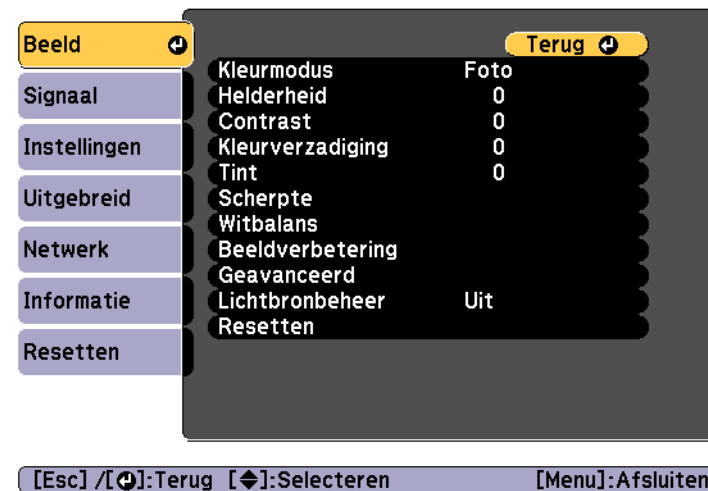 Beeld
Signaal
Instellingen
Uitgebreid
Netwerk
Informatie
Resetten
Terug
Kleurmodus Foto
Helderheid 0
Contrast 0
Kleurverzadiging 0
Tint 0
Scherpte
Witbalans
Beeldverbetering
Geavanceerd
Lichtbronbeheer Uit
Resetten
[Esc] /[⏎]:Terug [◆]:Selecteren [Menu]:Afsluiten